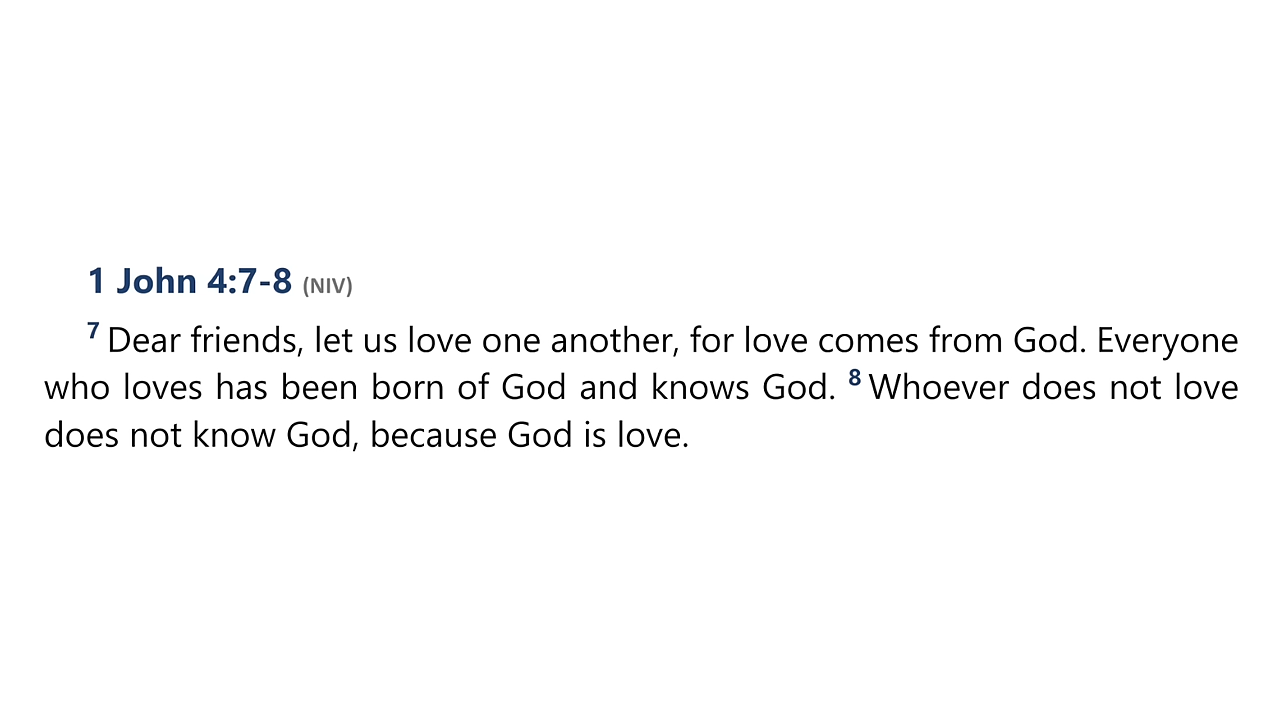 1 John 4:7-8 (NIV)
7 Dear friends, let us love one another, for love comes from God. Everyone
who loves has been born of God and knows God. 8 Whoever does not love
does not know God, because God is love.